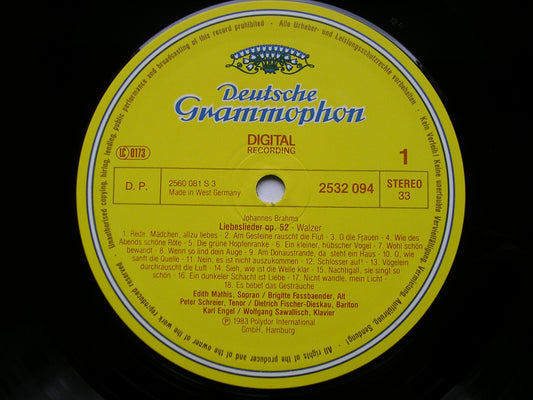 Deutsche
Grammophon
DIGITAL
RECORDING
1
LC 0173
D. P.
2560 081 S 3
Made in West Germany
2532 094
STEREO
33
Johannes Brahms
Liebeslieder op. 52 - Walzer
1. Rede, Mädchen, allzu liebes - 2. Am Gesteine rauscht die Flut - 3. O die Frauen - 4. Wie des
Abends schöne Röte - 5. Die grüne Hopfenranke - 6. Ein kleiner, hübscher Vogel - 7. Wohl schön
bewandt - 8. Wenn so lind dein Auge - 9. Am Donaustrande, da steht ein Haus - 10. O, wie
sanft die Quelle - 11. Nein, es ist nicht auszukommen - 12. Schlosser auf! - 13. Vögelein
durchrauscht die Luft - 14. Sieh, wie ist die Welle klar - 15. Nachtigall, sie singt so
schön - 16. Ein dunkeler Schacht ist Liebe - 17. Nicht wandle, mein Licht -
18. Es bebet das Gesträuche
Edith Mathis, Sopran / Brigitte Fassbaender, Alt
Peter Schreier, Tenor / Dietrich Fischer-Dieskau, Bariton
Karl Engel / Wolfgang Sawallisch, Klavier
℗ 1983 Polydor International
GmbH, Hamburg
Alle Urheber- und Leistungsschutzrechte vorbehalten - Kein Verleih! Keine unerlaubte Vervielfältigung, Vermietung, Aufführung, Sendung! -
All rights of the producer and of the owner of the work reproduced reserved. Unauthorised copying, hiring, lending, public performance and broadcasting of this record prohibited -